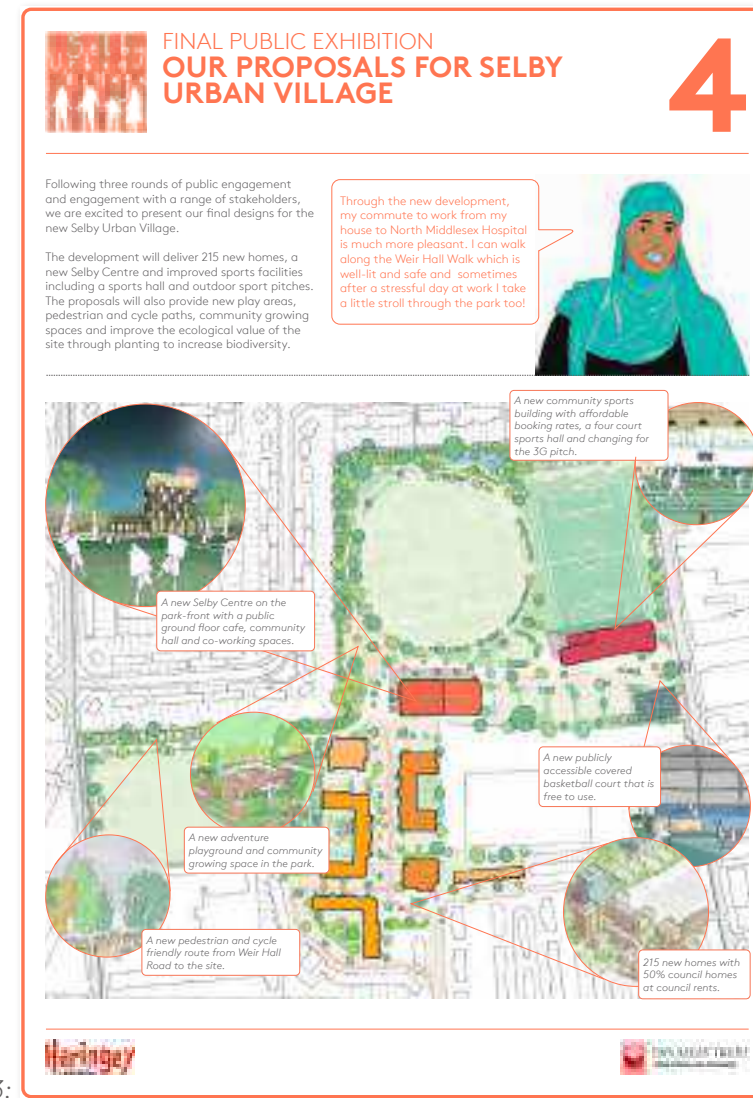 FINAL PUBLIC EXHIBITION
OUR PROPOSALS FOR SELBY
URBAN VILLAGE
4
Following three rounds of public engagement
and engagement with a range of stakeholders,
we are excited to present our final designs for the
new Selby Urban Village.
The development will deliver 215 new homes, a
new Selby Centre and improved sports facilities
including a sports hall and outdoor sport pitches.
The proposals will also provide new play areas,
pedestrian and cycle paths, community growing
spaces and improve the ecological value of the
site through planting to increase biodiversity.
Through the new development,
my commute to work from my
house to North Middlesex Hospital
is much more pleasant. I can walk
along the Weir Hall Walk which is
well-lit and safe and sometimes
after a stressful day at work I take
a little stroll through the park too!
A new community sports
building with affordable
booking rates, a four court
sports hall and changing for
the 3G pitch.
A new Selby Centre on the
park-front with a public
ground floor cafe, community
hall and co-working spaces.
A new publicly
accessible covered
basketball court that is
free to use.
A new adventure
playground and community
growing space in the park.
A new pedestrian and cycle
friendly route from Weir Hall
Road to the site.
215 new homes with
50% council homes
at council rents.
Haringey